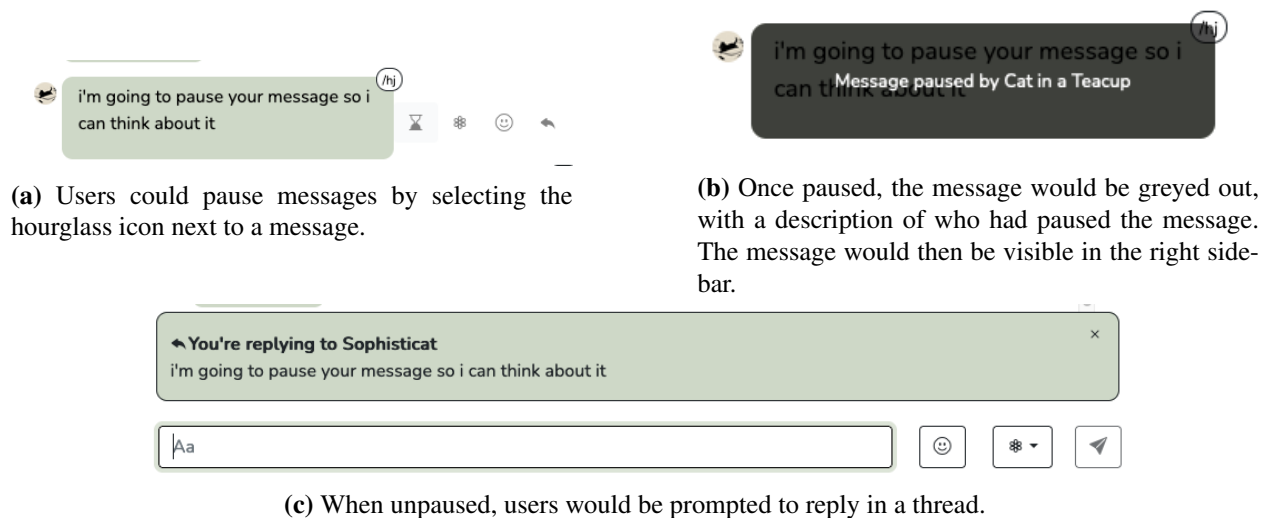 /hj
i'm going to pause your message so i
can think about it
(a) Users could pause messages by selecting the
hourglass icon next to a message.
/hj
i'm going to pause your message so i
can think about it
Message paused by Cat in a Teacup
(b) Once paused, the message would be greyed out,
with a description of who had paused the message.
The message would then be visible in the right side-
bar.
You're replying to Sophisticat
×
i'm going to pause your message so i can think about it
Aa
(c) When unpaused, users would be prompted to reply in a thread.